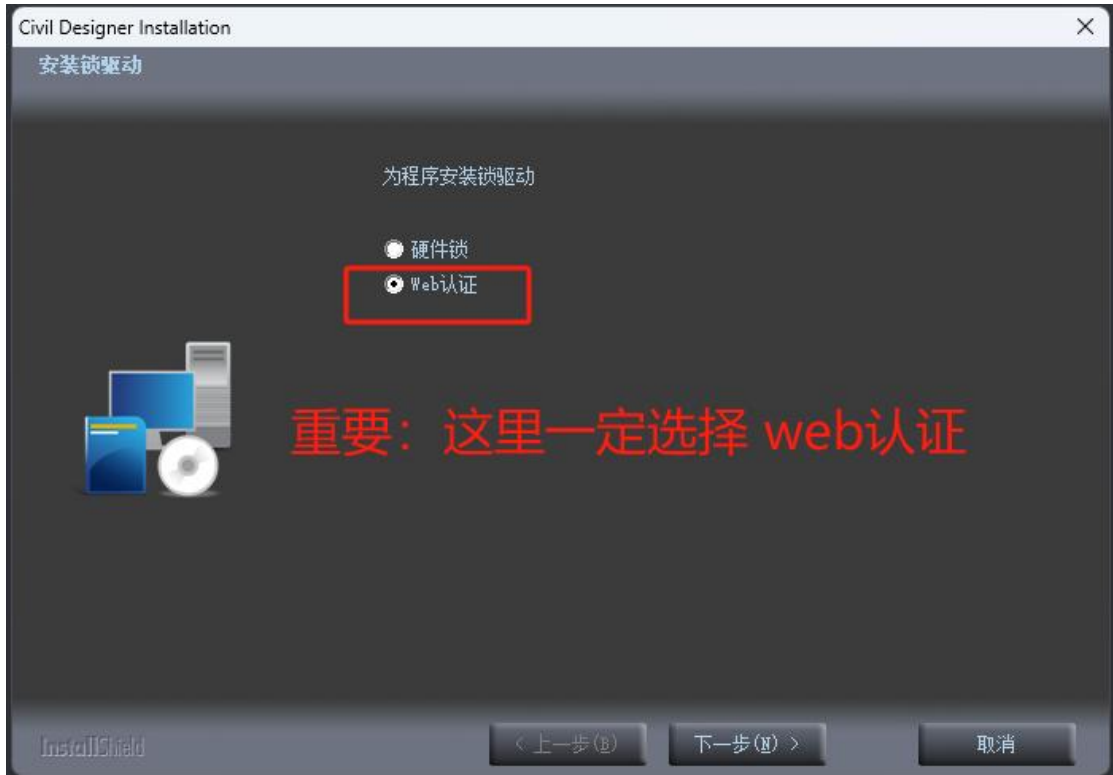 Civil Designer Installation
安装锁驱动
为程序安装锁驱动
硬件锁
Web认证
重要：这里一定选择 web认证
InstallShield
< 上一步(B)
下一步(N) >
取消